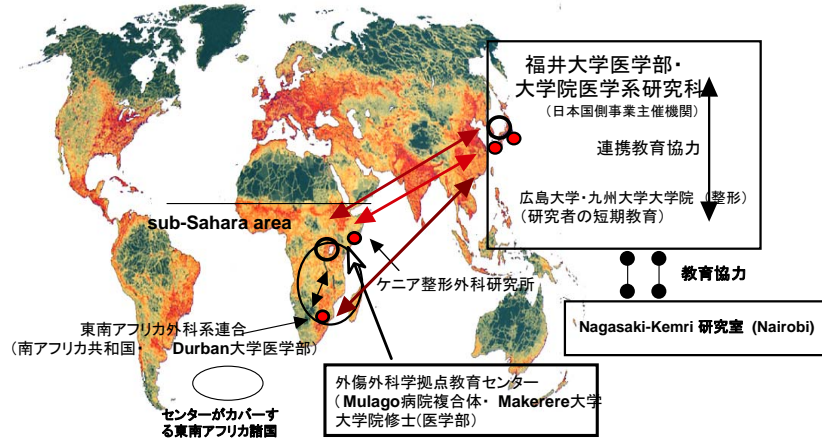 福井大学医学部・
大学院医学系研究科
(日本国側事業主催機関)
連携教育協力
広島大学・九州大学大学院 (整形)
(研究者の短期教育)
sub-Sahara area
ケニア整形外科研究所
教育協力
Nagasaki-Kemri 研究室 (Nairobi)
東南アフリカ外科系連合
(南アフリカ共和国・ Durban大学医学部)
外傷外科学拠点教育センター
(Mulago病院複合体・ Makerere大学
大学院修士(医学部)
センターがカバーす
る東南アフリカ諸国